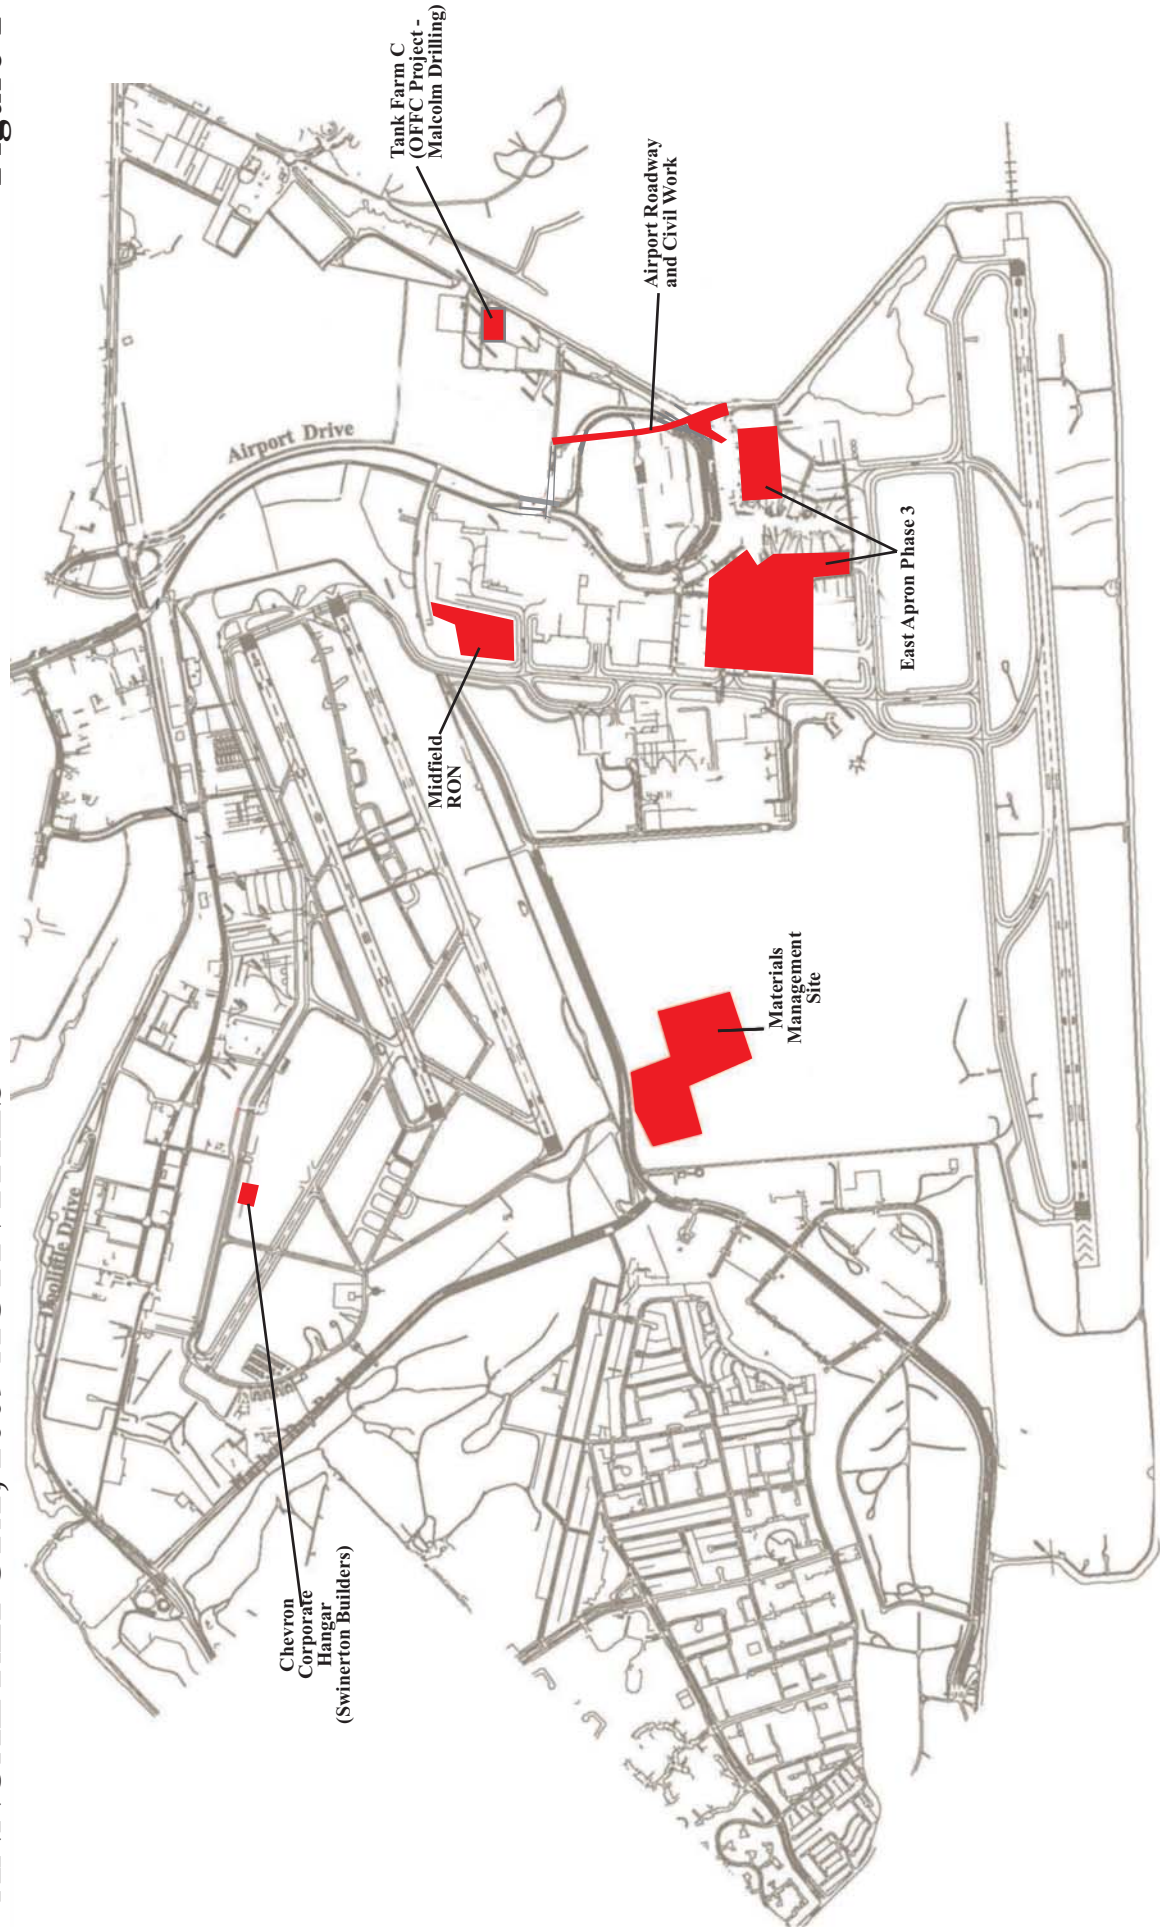 Tank Farm C
(OFFC Project -
Malcolm Drilling)
Airport Roadway
and Civil Work
Airport Drive
East Apron Phase 3
Midfield
RON
Materials
Management
Site
Doolittle Drive
Chevron
Corporate
Hangar
(Swinerton Builders)